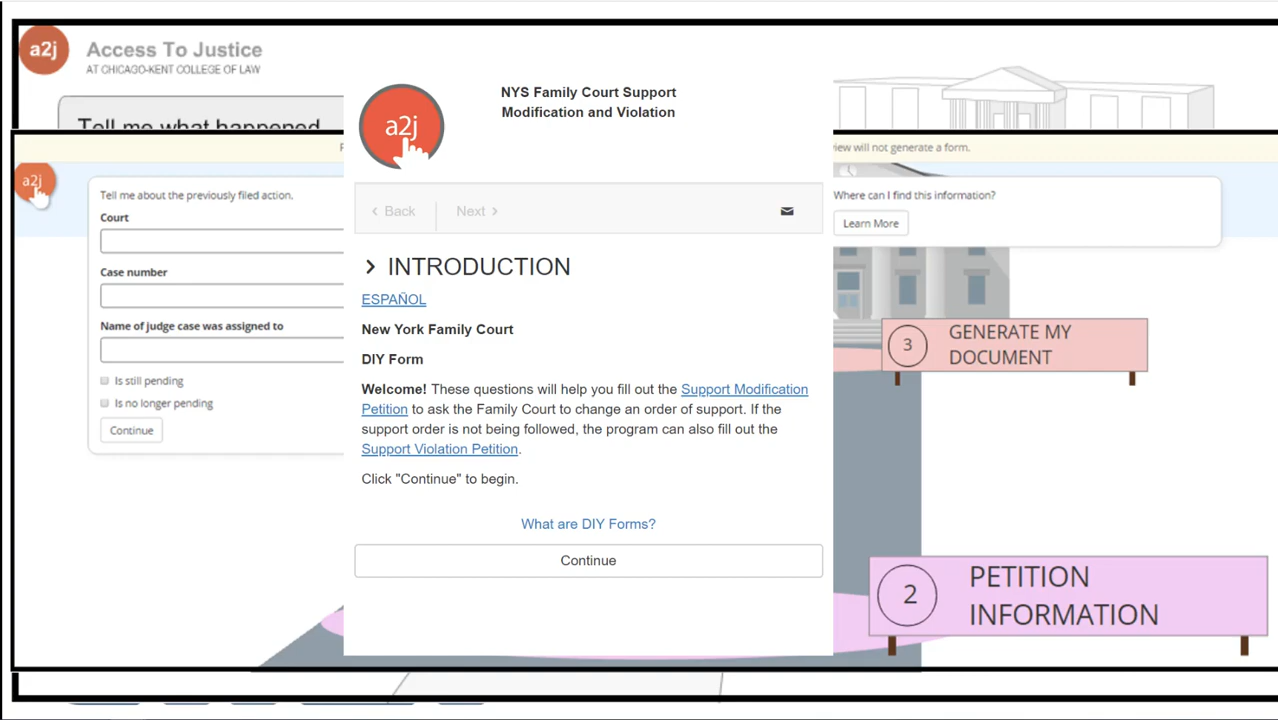 a2j
Access To Justice
AT CHICAGO-KENT COLLEGE OF LAW
Tell me what happened
a2j
NYS Family Court Support
Modification and Violation
view will not generate a form.
a2j
Tell me about the previously filed action.
Court
Case number
Name of judge case was assigned to
Is still pending
Is no longer pending
Continue
Back
Next
INTRODUCTION
ESPAÑOL
New York Family Court
DIY Form
Welcome! These questions will help you fill out the Support Modification
Petition to ask the Family Court to change an order of support. If the
support order is not being followed, the program can also fill out the
Support Violation Petition.
Click "Continue" to begin.
What are DIY Forms?
Continue
Where can I find this information?
Learn More
3
GENERATE MY
DOCUMENT
2
PETITION
INFORMATION